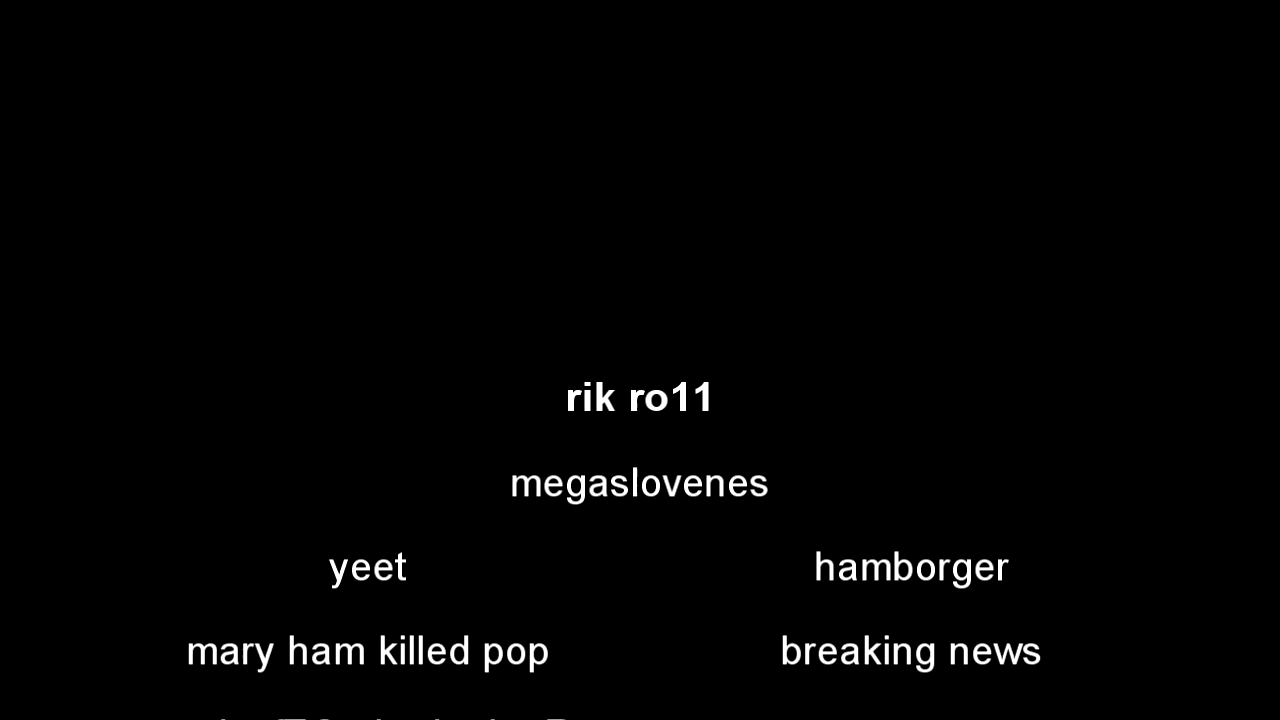 rik ro11
megaslovenes
yeet hamborger
mary ham killed pop breaking news